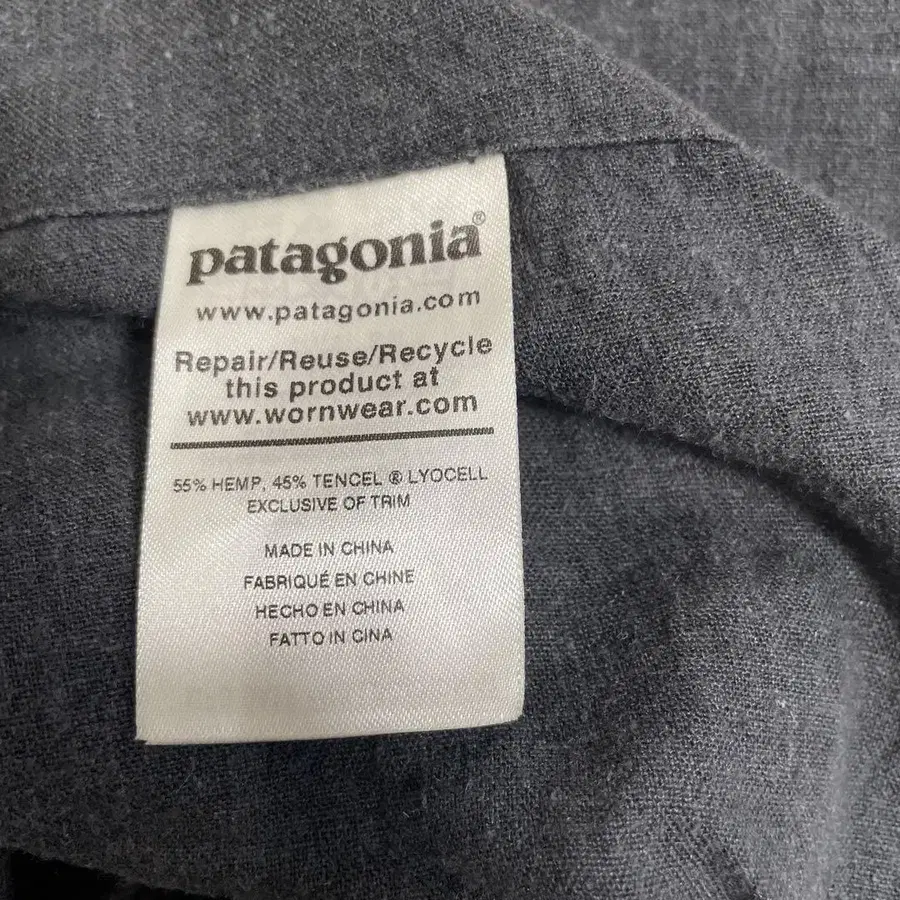 patagonia®
www.patagonia.com
Repair/Reuse/Recycle
this product at
www.wornwear.com
55% HEMP, 45% TENCEL ® LYOCELL
EXCLUSIVE OF TRIM
MADE IN CHINA
FABRIQUÉ EN CHINE
HECHO EN CHINA
FATTO IN CINA